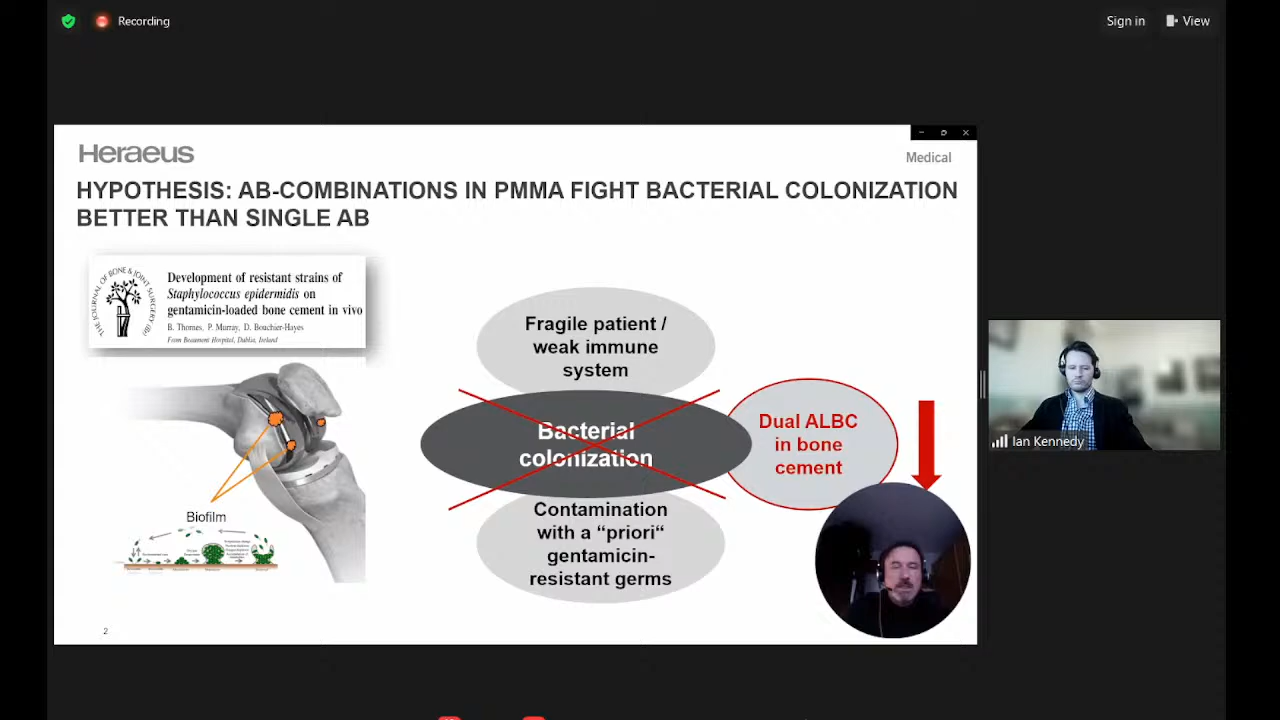 Recording
Sign in
View
Heraeus
Medical
HYPOTHESIS: AB-COMBINATIONS IN PMMA FIGHT BACTERIAL COLONIZATION
BETTER THAN SINGLE AB
THE JOURNAL OF BONE & JOINT SURGERY (Br)
Development of resistant strains of
Staphylococcus epidermidis on
gentamicin-loaded bone cement in vivo
B. Thornes, P. Murray, D. Bouchier-Hayes
From Beaumont Hospital, Dublin, Ireland
Fragile patient /
weak immune
system
Bacterial
colonization
Dual ALBC
in bone
cement
Contamination
with a “priori“
gentamicin-
resistant germs
Biofilm
2
Ian Kennedy